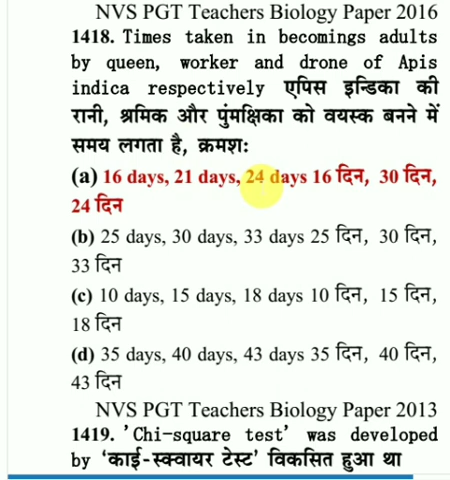 NVS PGT Teachers Biology Paper 2016
1418. Times taken in becomings adults
by queen, worker and drone of Apis
indica respectively एपिस इन्डिका की
रानी, श्रमिक और पुंमक्षिका को वयस्क बनने में
समय लगता है, क्रमशः
(a) 16 days, 21 days, 24 days 16 दिन, 30 दिन,
24 दिन
(b) 25 days, 30 days, 33 days 25 दिन, 30 दिन,
33 दिन
(c) 10 days, 15 days, 18 days 10 दिन, 15 दिन,
18 दिन
(d) 35 days, 40 days, 43 days 35 दिन, 40 दिन,
43 दिन
NVS PGT Teachers Biology Paper 2013
1419. 'Chi-square test' was developed
by ‘काई-स्क्वायर टेस्ट’ विकसित हुआ था